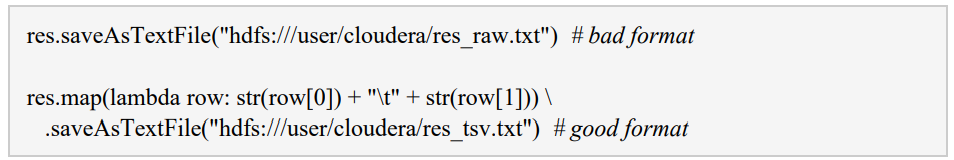 res.saveAsTextFile("hdfs:///user/cloudera/res_raw.txt")  # bad format
res.map(lambda row: str(row[0]) + "\t" + str(row[1])) \
.saveAsTextFile("hdfs:///user/cloudera/res_tsv.txt")  # good format